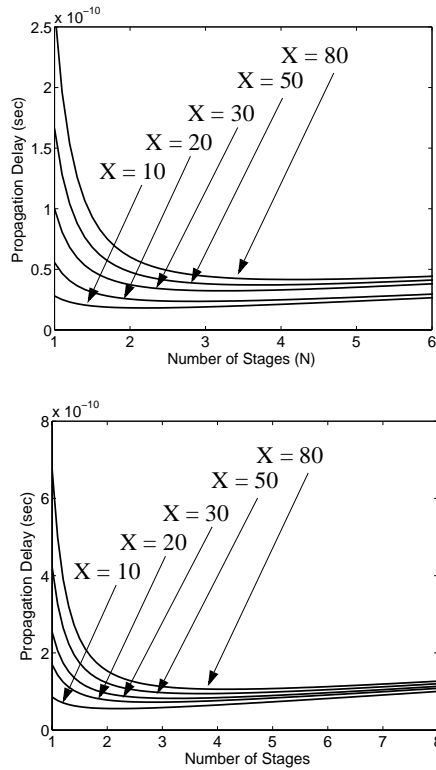 x 10^−10
2.5
2
1.5
1
0.5
0
Propagation Delay (sec)
X = 80
X = 50
X = 30
X = 20
X = 10
1 2 3 4 5 6
Number of Stages (N)
x 10^−10
8
6
4
2
0
Propagation Delay (sec)
X = 80
X = 50
X = 30
X = 20
X = 10
1 2 3 4 5 6 7 8
Number of Stages